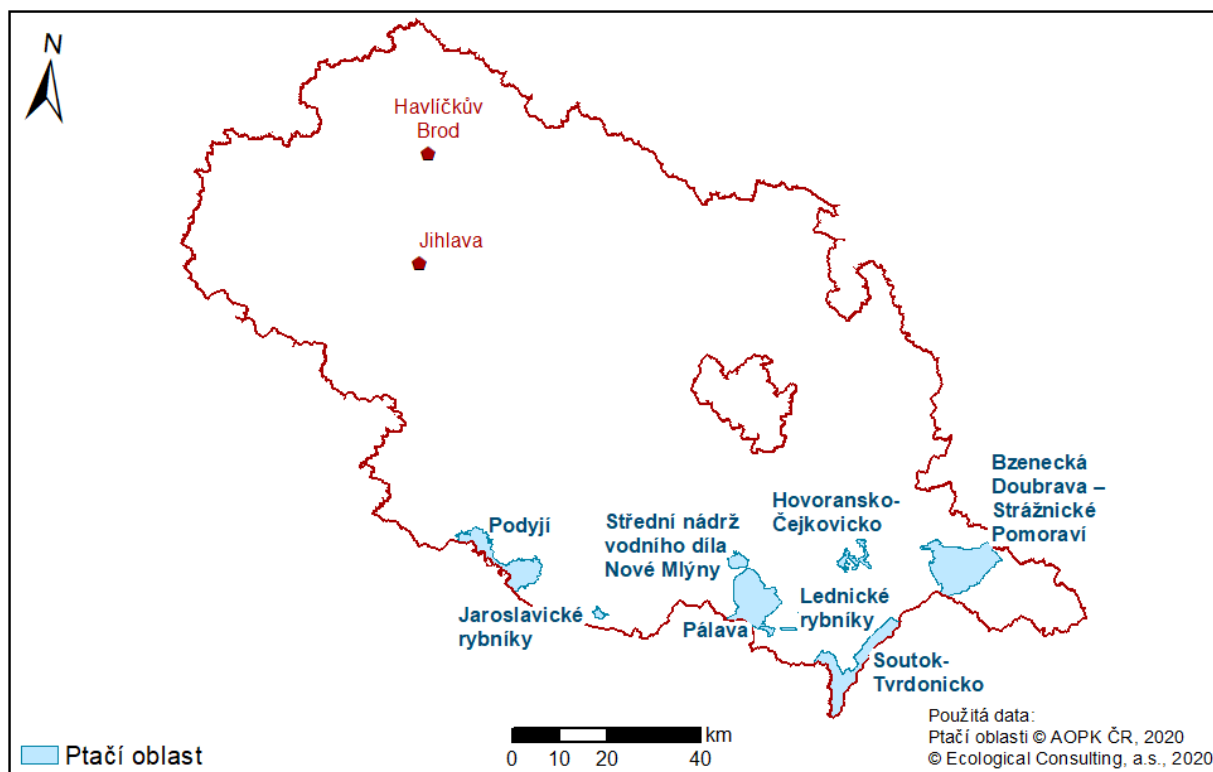 N
Havlíčkův
Brod
Jihlava
Bzenecká
Doubrava –
Strážnické
Pomoraví
Hovoransko-
Čejkovicko
Střední nádrž
vodního díla
Nové Mlýny
Podyjí
Jaroslavické
rybníky
Lednické
rybníky
Pálava
Soutok-
Tvrdonicko
Ptačí oblast
km
0 10 20 40
Použitá data:
Ptačí oblasti © AOPK ČR, 2020
© Ecological Consulting, a.s., 2020